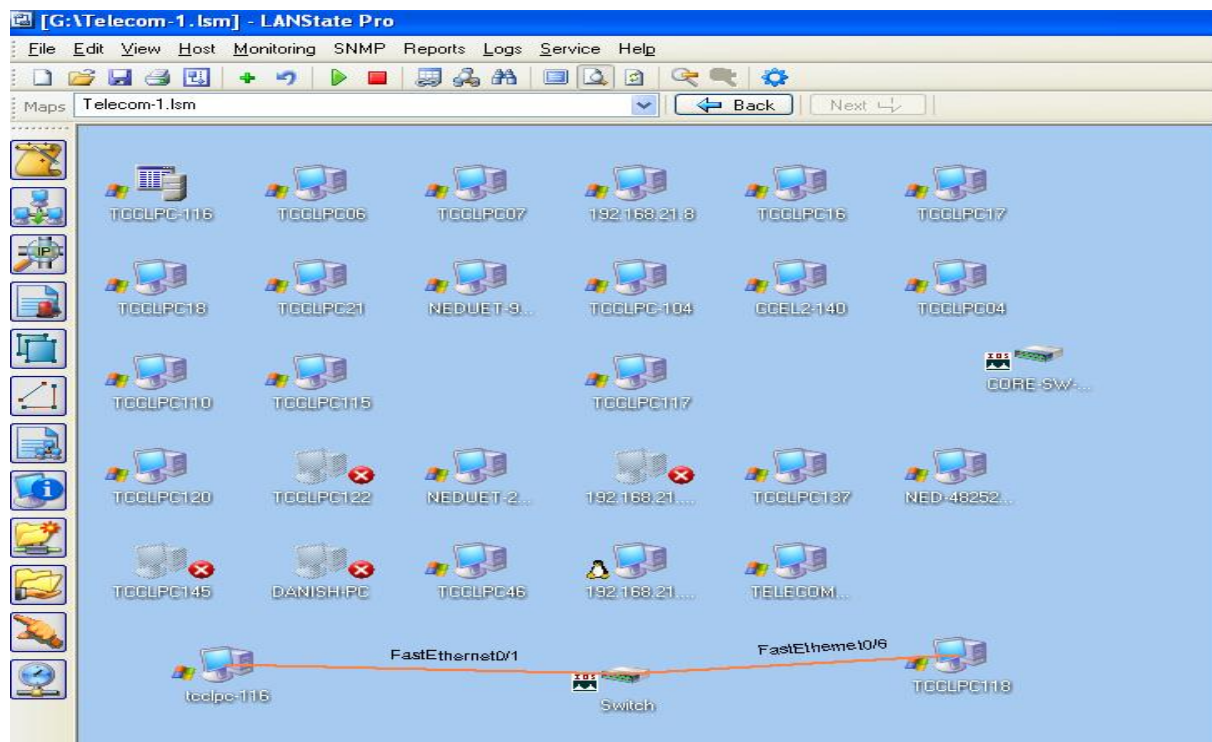 [G:\Telecom-1.lsm] - LANState Pro
File Edit View Host Monitoring SNMP Reports Logs Service Help
Maps Telecom-1.lsm Back Next
IP
TCCLPC-116 TCCLPC06 TCCLPC07 192.168.21.8 TCCLPC16 TCCLPC17
TCCLPC18 TCCLPC21 NEDUET-9... TCCLPC-104 CCEL2-140 TCCLPC04
IOS
CORE-SW-...
TCCLPC110 TCCLPC115 TCCLPC117
TCCLPC120 TCCLPC122 NEDUET-2... 192.168.21.... TCCLPC137 NED-48252...
TCCLPC145 DANISH-PC TCCLPC46 192.168.21.... TELECOM...
FastEthernet0/1 FastEthernet0/6
IOS
tcclpc-116 Switch TCCLPC118